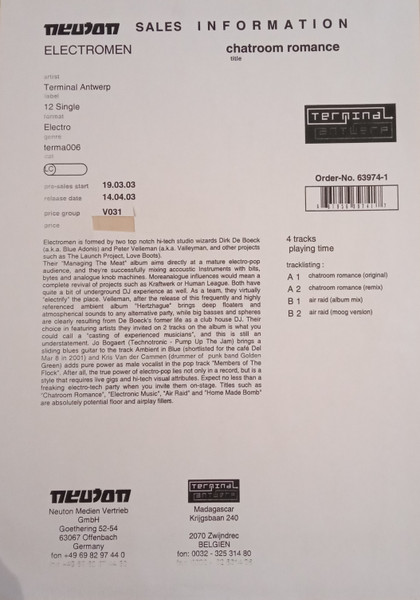 neuton SALES INFORMATION
ELECTROMEN
chatroom romance
title
artist
Terminal Antwerp
label
12 Single
format
Electro
genre
terma006
cat
LC
pre-sales start 19.03.03
release date 14.04.03
price group V031
price
Terminal
antwerp
Order-No. 63974-1
Electromen is formed by two top notch hi-teck studio wizards Dirk De Boeck
(a.k.a. Blue Adonis) and Peter Velleman (a.k.a. Valleyman, and other projects
such as The Launch Project, Love Boots).
Their "Managing The Meat" album aims directly at a mature electro-pop
audience, and they're successfully mixing accoustic Instruments with bits,
bytes and analogue knob machines. Moreanalogue influences would mean a
complete revival of projects such as Kraftwerk or Human League. Both have
quite a bit of underground DJ experience as well. As a team, they virtually
"electrify" the place. Velleman, after the release of this frequently and highly
referenced ambient album "Hertzhague" brings deep floaters and
atmospherical sounds to any alternative party, while big basses and spheres
are clearly resulting from De Boeck's former life as a club house DJ. Their
choice in featuring artists they invited on 2 tracks on the album is what you
could call a "casting of experienced musicians", and this is still an
understatement. Jo Bogaert (Technotronic - Pump Up The Jam) brings a
sliding blues guitar to the track Ambient in Blue (shortlisted for the café Del
Mar 8 in 2001) and Kris Van der Cammen (drummer of punk band Golden
Green) adds pure power as male vocalist in the pop track "Members of The
Flock". After all, the true power of electro-pop lies not only in a record, but is a
style that requires live gigs and hi-tech visual attributes. Expect no less than a
freaking electro-tech party when you invite them on-stage. Titles such as
"Chatroom Romance", "Electronic Music", "Air Raid" and "Home Made Bomb"
are absolutely potential floor and airplay fillers.
4 tracks
playing time
tracklisting :
A 1 chatroom romance (original)
A 2 chatroom romance (remix)
B 1 air raid (album mix)
B 2 air raid (moog version)
neuton
Neuton Medien Vertrieb
GmbH
Goethering 52-54
63067 Offenbach
Germany
fon +49 69 82 97 44 0
Terminal
antwerp
Madagascar
Krijgsbaan 240
2070 Zwijndrec
BELGIEN
fon: 0032 - 325 314 80